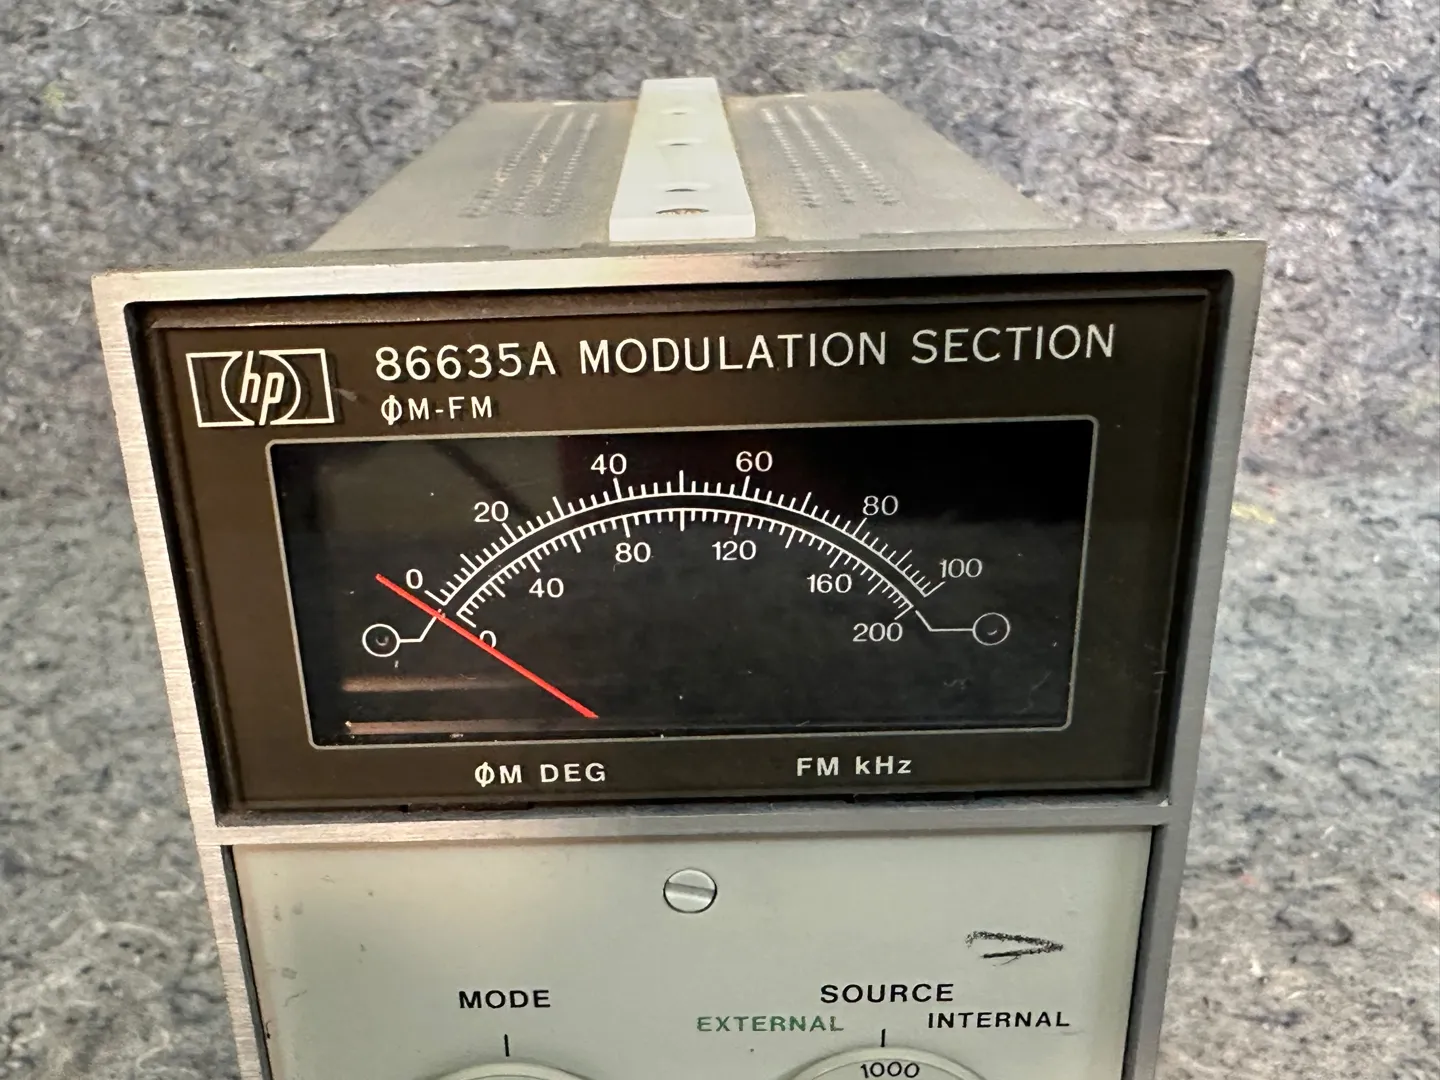 hp
86635A MODULATION SECTION
ΦM-FM
0 20 40 60 80 100
0 40 80 120 160 200
ΦM DEG
FM kHz
MODE
SOURCE
EXTERNAL INTERNAL
1000